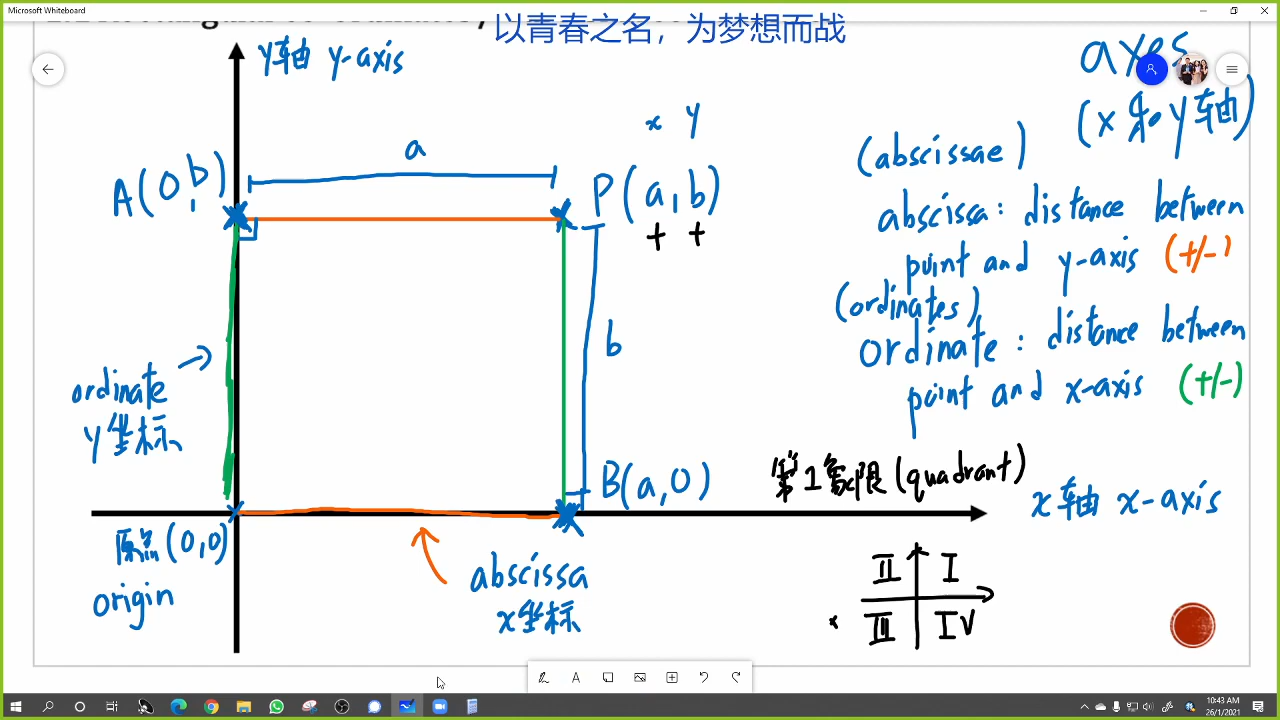 Microsoft Whiteboard
以青春之名，为梦想而战
y轴 y-axis
axes
(x 和 y 轴)
x y
a
(abscissae)
A(0,b)
P(a,b)
+ +
abscissa: distance between
point and y-axis (+/-)
(ordinates)
ordinate: distance between
point and x-axis (+/-)
b
ordinate
y坐标
B(a,0)
第1象限(quadrant)
x轴 x-axis
原点(0,0)
origin
abscissa
x坐标
II I
III IV
10:43 AM
26/1/2021